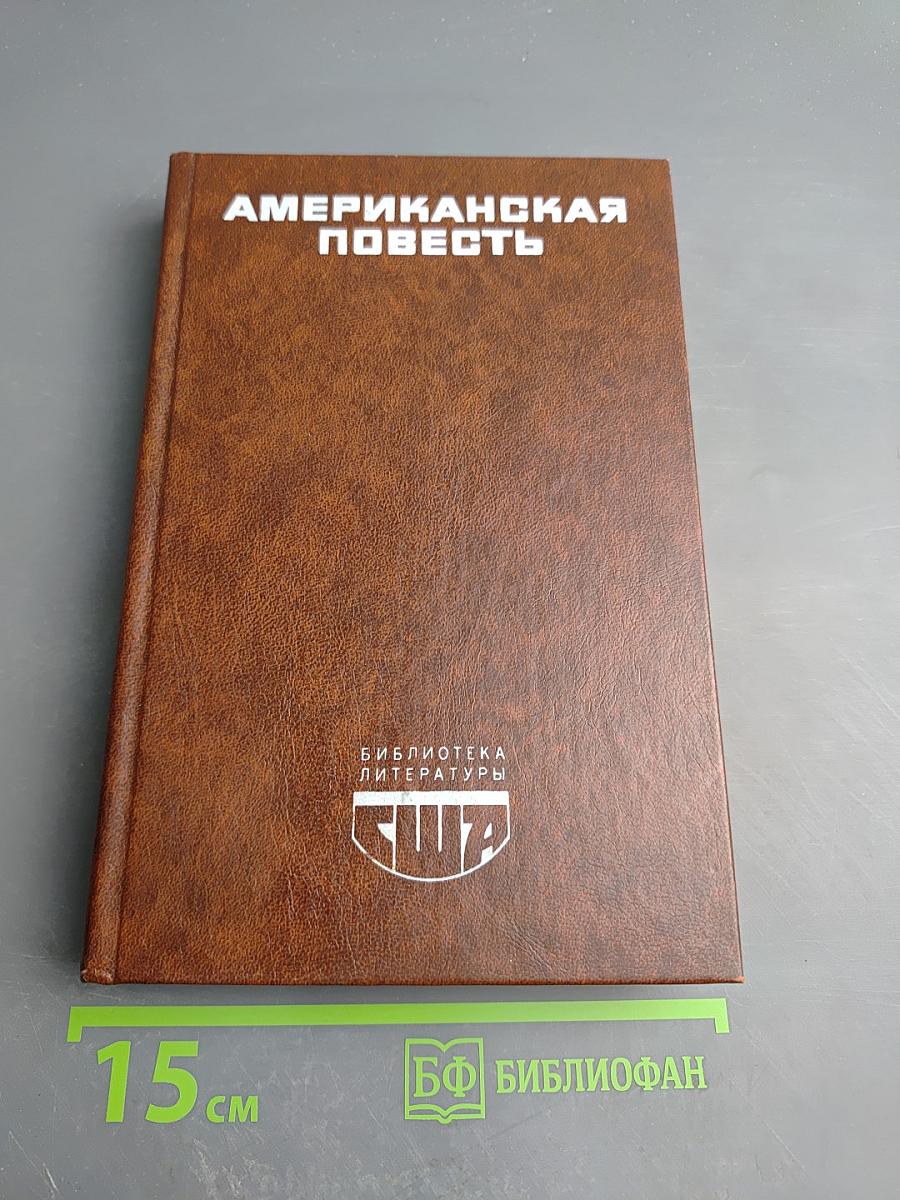 АМЕРИКАНСКАЯ
ПОВЕСТЬ
БИБЛИОТЕКА
ЛИТЕРАТУРЫ
США
15 см
БФ БИБЛИОФАН